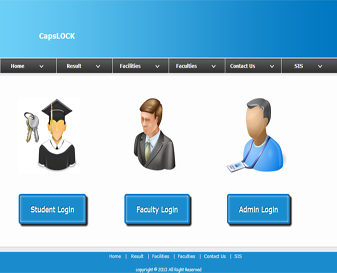 CapsLOCK
Home Result Facilities Faculties Contact Us SIS
Student Login Faculty Login Admin Login
Home | Result | Facilities | Faculties | Contact Us | SIS
copyright © 2013 All Right Reserved